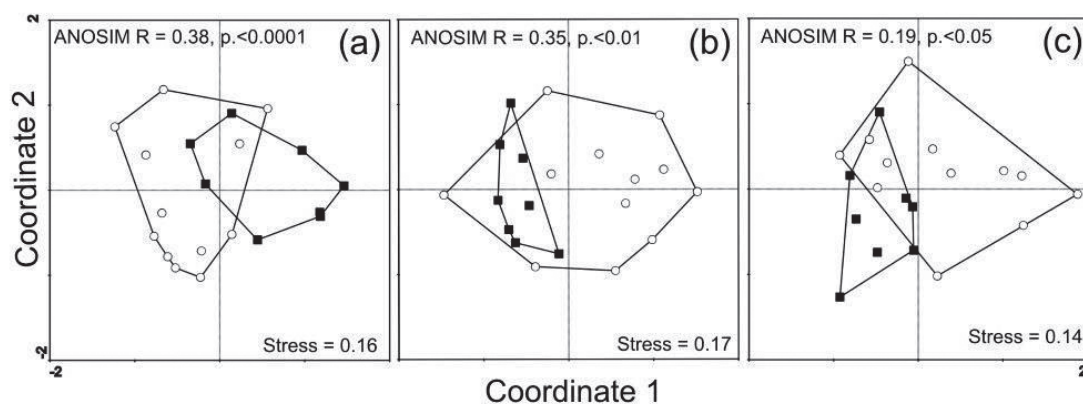 2
ANOSIM R = 0.38, p.<0.0001 (a)
ANOSIM R = 0.35, p.<0.01 (b)
ANOSIM R = 0.19, p.<0.05 (c)
Coordinate 2
Stress = 0.16
Stress = 0.17
Stress = 0.14
-2
-2
2
Coordinate 1